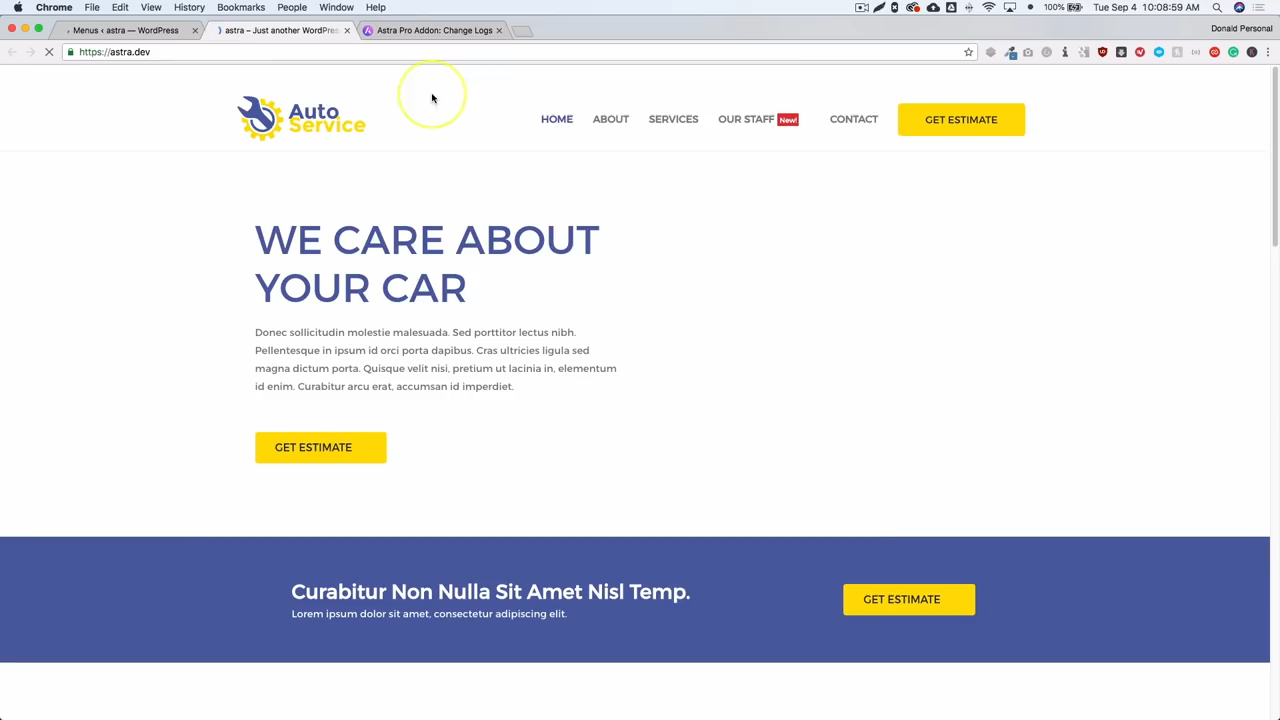 Chrome File Edit View History Bookmarks People Window Help 100% Tue Sep 4 10:08:59 AM
Menus ‹ astra — WordPress
astra – Just another WordPres
Astra Pro Addon: Change Logs
Donald Personal
https://astra.dev
Auto
Service
HOME ABOUT SERVICES OUR STAFF New! CONTACT GET ESTIMATE
WE CARE ABOUT
YOUR CAR
Donec sollicitudin molestie malesuada. Sed porttitor lectus nibh.
Pellentesque in ipsum id orci porta dapibus. Cras ultricies ligula sed
magna dictum porta. Quisque velit nisi, pretium ut lacinia in, elementum
id enim. Curabitur arcu erat, accumsan id imperdiet.
GET ESTIMATE
Curabitur Non Nulla Sit Amet Nisl Temp.
Lorem ipsum dolor sit amet, consectetur adipiscing elit.
GET ESTIMATE